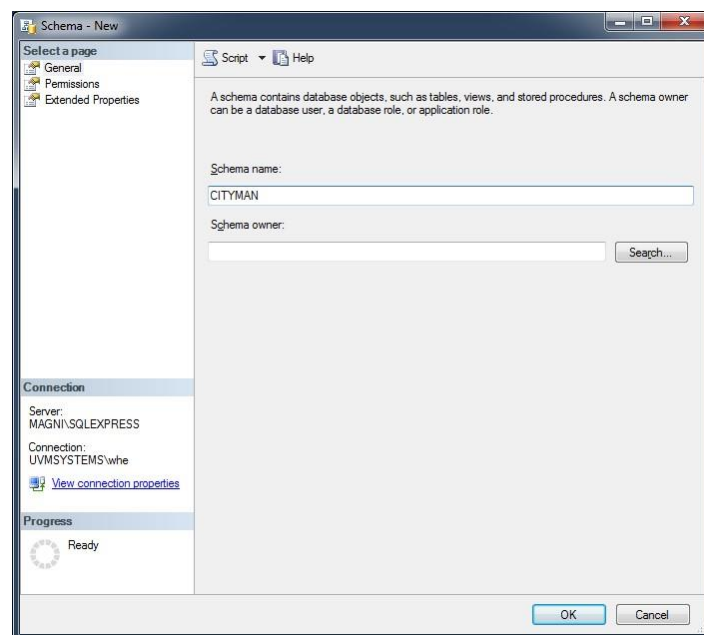 Schema - New
Select a page
General
Permissions
Extended Properties
Script Help
A schema contains database objects, such as tables, views, and stored procedures. A schema owner
can be a database user, a database role, or application role.
Schema name:
CITYMAN
Schema owner:
Search...
Connection
Server:
MAGNI\SQLEXPRESS
Connection:
UVMSYSTEMS\whe
View connection properties
Progress
Ready
OK Cancel